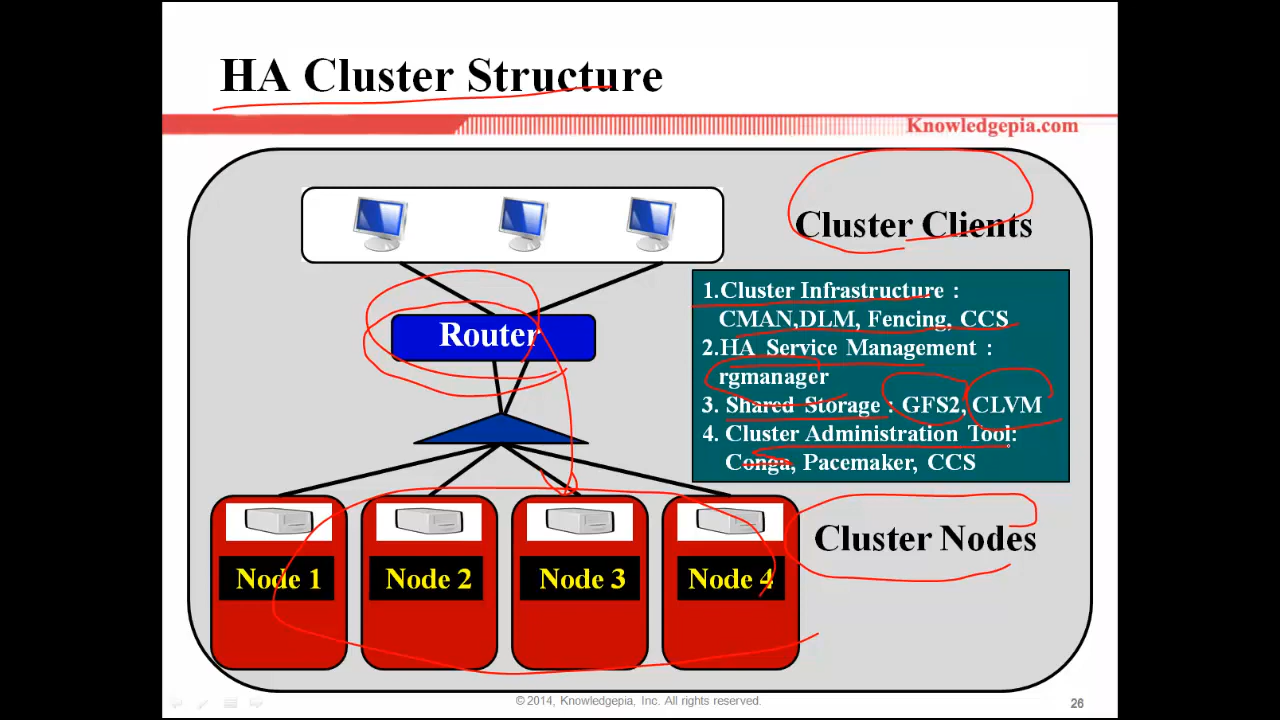 HA Cluster Structure
Knowledgepia.com
Cluster Clients
1.Cluster Infrastructure :
CMAN,DLM, Fencing, CCS
2.HA Service Management :
rgmanager
3. Shared Storage : GFS2, CLVM
4. Cluster Administration Tool:
Conga, Pacemaker, CCS
Router
Cluster Nodes
Node 1
Node 2
Node 3
Node 4
© 2014, Knowledgepia, Inc. All rights reserved.
26